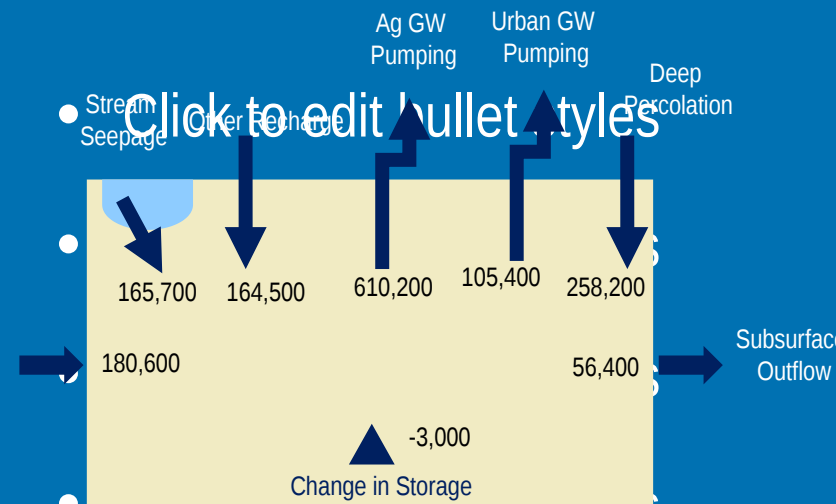 Ag GW
Pumping
Urban GW
Pumping
Deep
Percolation
Stream
Seepage
Other Recharge
• Click to edit bullet styles
165,700
164,500
610,200
105,400
258,200
180,600
56,400
Subsurface
Outflow
-3,000
Change in Storage